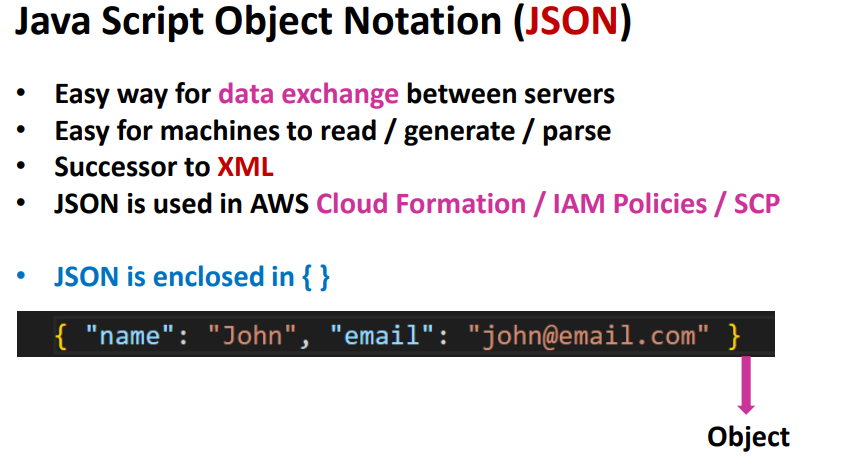 Java Script Object Notation (JSON)
• Easy way for data exchange between servers
• Easy for machines to read / generate / parse
• Successor to XML
• JSON is used in AWS Cloud Formation / IAM Policies / SCP
• JSON is enclosed in { }
{ "name": "John", "email": "john@email.com" }
Object